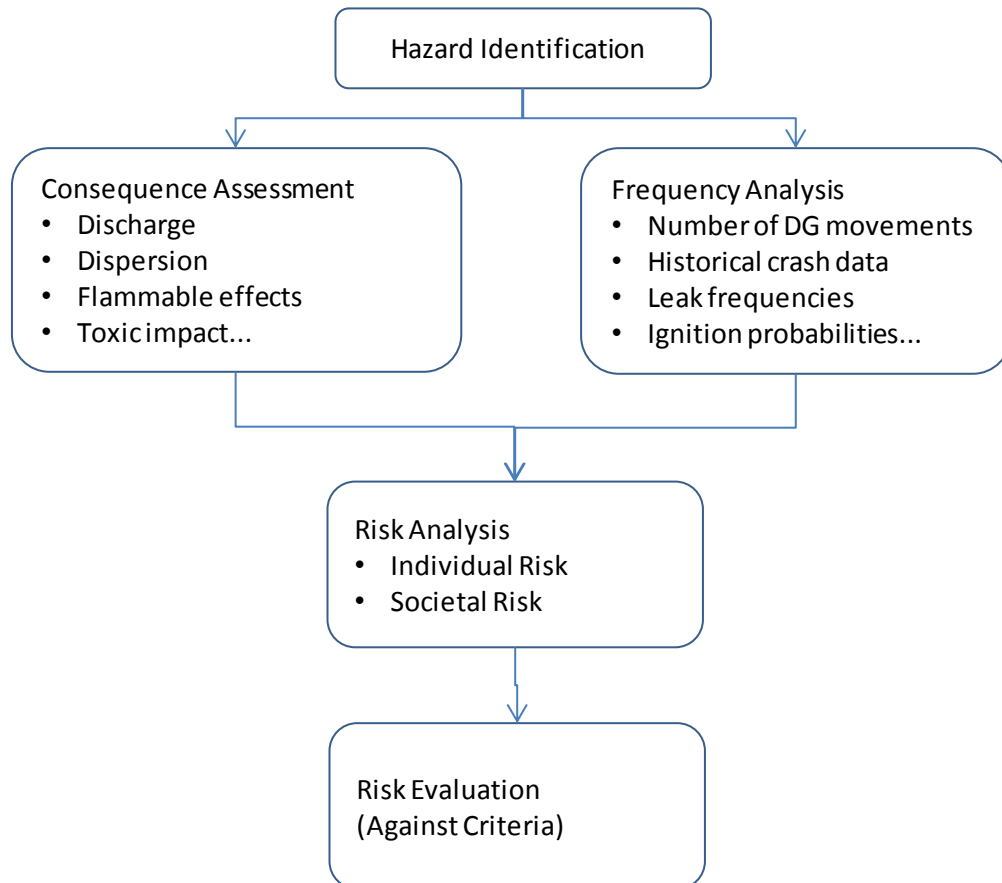 Hazard Identification
Consequence Assessment
• Discharge
• Dispersion
• Flammable effects
• Toxic impact...
Frequency Analysis
• Number of DG movements
• Historical crash data
• Leak frequencies
• Ignition probabilities...
Risk Analysis
• Individual Risk
• Societal Risk
Risk Evaluation
(Against Criteria)